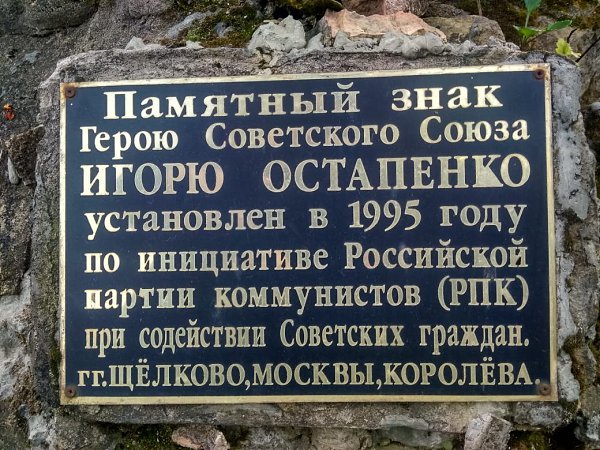 Памятный знак
Герою Советского Союза
ИГОРЮ ОСТАПЕНКО
установлен в 1995 году
по инициативе Российской
партии коммунистов (РПК)
при содействии Советских граждан.
гг.ЩЁЛКОВО,МОСКВЫ,КОРОЛЁВА.